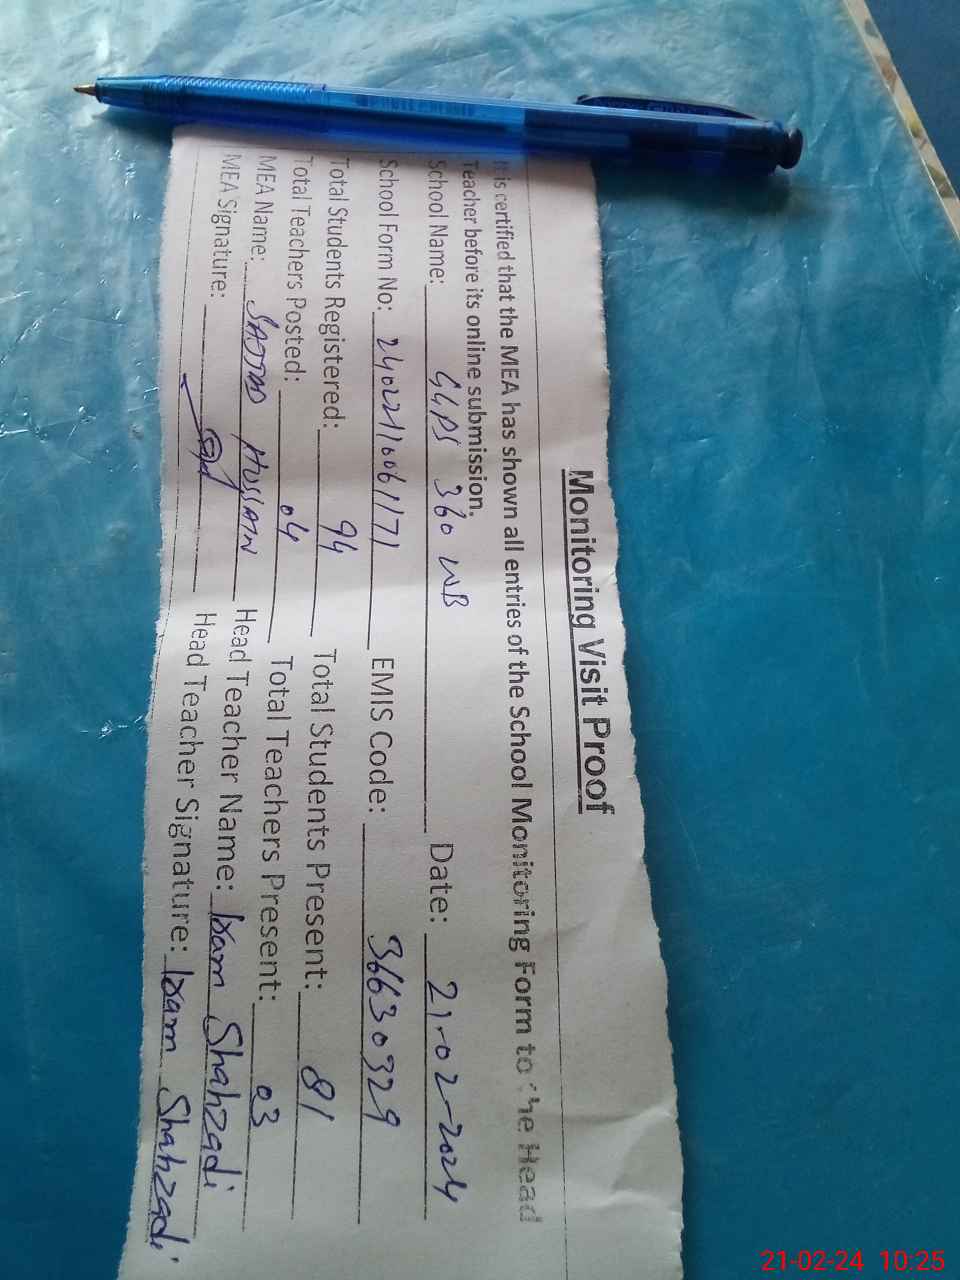 Monitoring Visit Proof
It is certified that the MEA has shown all entries of the School Monitoring Form to the Head
Teacher before its online submission.
School Name: GGPS 360 WB Date: 21-02-2024
School Form No: EMIS Code: 36630329
Total Students Registered: 94 Total Students Present: 81
Total Teachers Posted: 04 Total Teachers Present: 03
MEA Name: SAJJAD HUSSAIN Head Teacher Name: Iram Shahzadi
MEA Signature: Head Teacher Signature: Iram Shahzadi
21-02-24 10:25